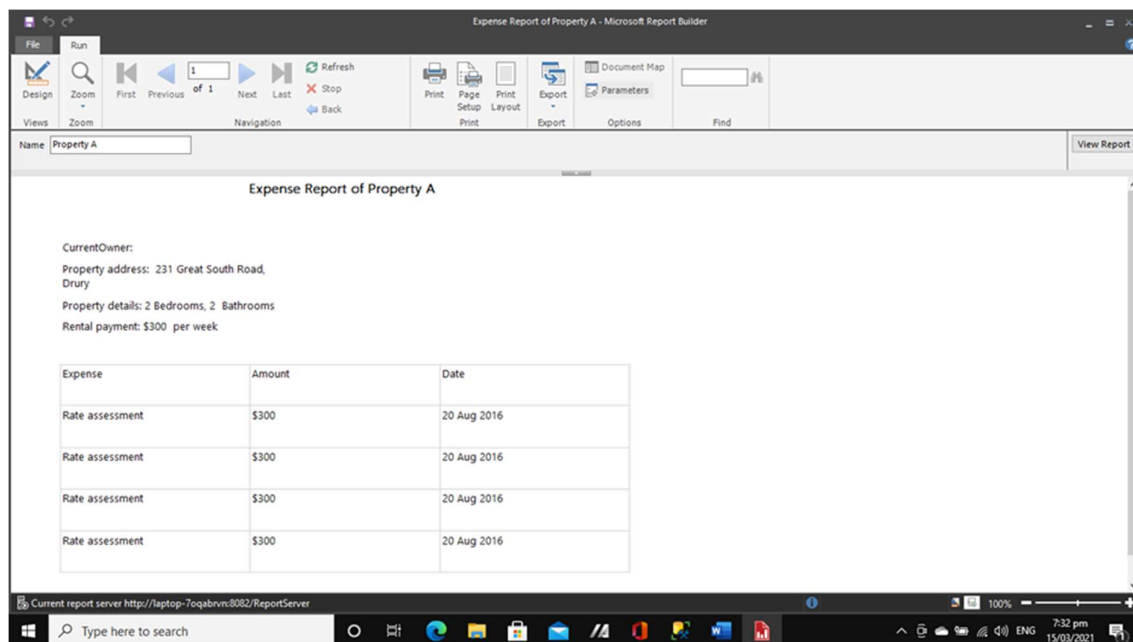 Expense Report of Property A - Microsoft Report Builder
File Run
Design
Zoom
First
Previous
1
of 1
Next
Last
Refresh
Stop
Back
Print
Page Setup
Print Layout
Export
Document Map
Parameters
Views Zoom Navigation Print Export Options Find
Name Property A View Report
Expense Report of Property A
CurrentOwner:
Property address: 231 Great South Road,
Drury
Property details: 2 Bedrooms, 2 Bathrooms
Rental payment: $300 per week
Expense Amount Date
Rate assessment $300 20 Aug 2016
Rate assessment $300 20 Aug 2016
Rate assessment $300 20 Aug 2016
Rate assessment $300 20 Aug 2016
Current report server http://laptop-7oqabrvn:8082/ReportServer 100%
Type here to search ENG 7:32 pm
15/03/2021